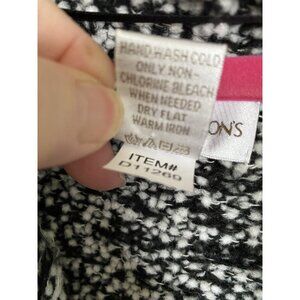 HAND WASH COLD
ONLY NON-
CHLORINE BLEACH
WHEN NEEDED
DRY FLAT
WARM IRON
ITEM#
D11269
ON'S